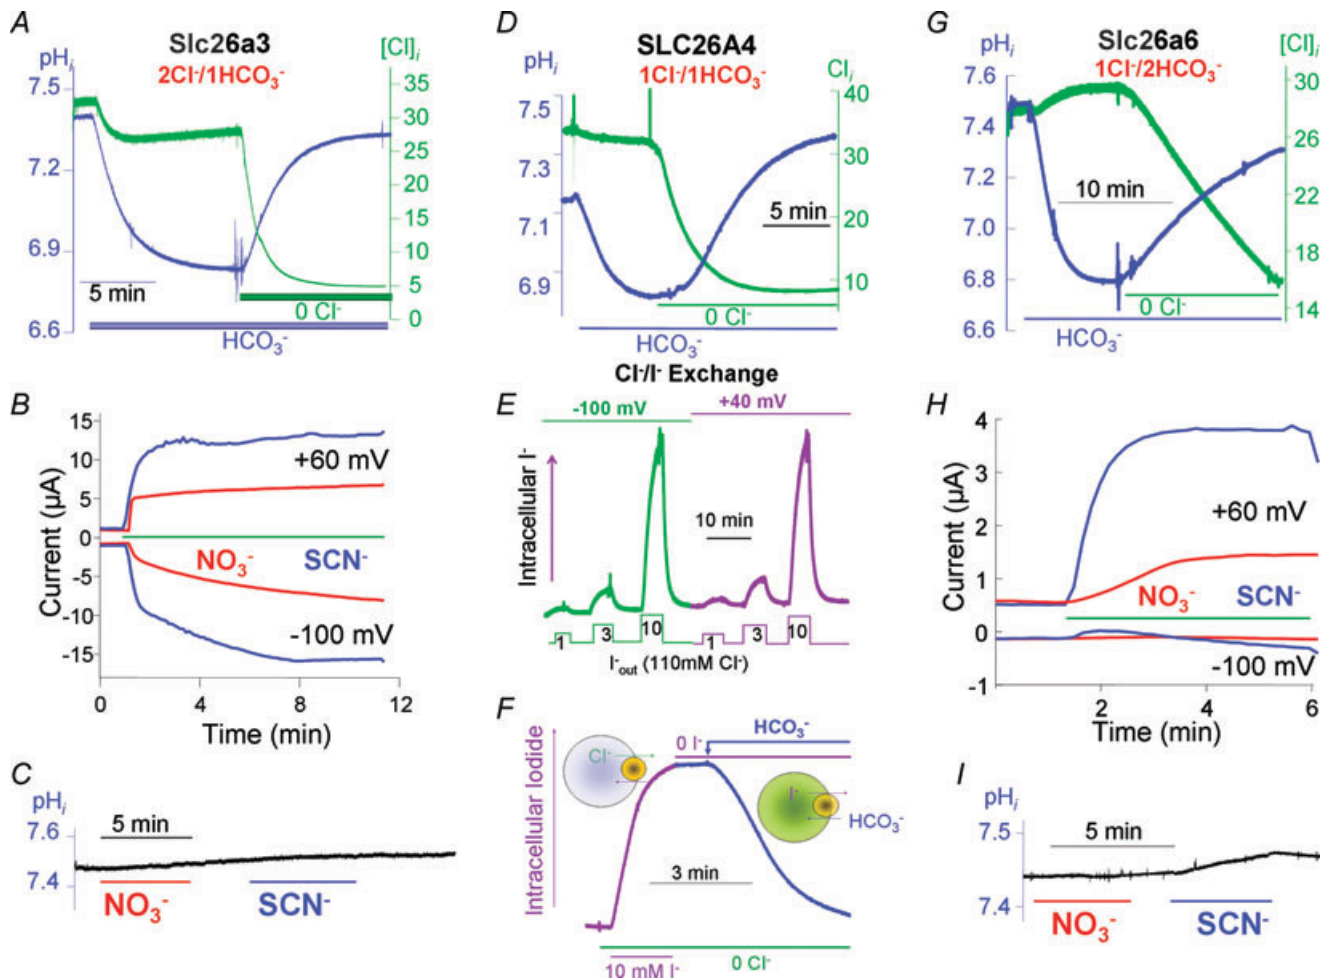 A
Slc26a3
2Cl⁻/1HCO₃⁻
pHᵢ
[Cl]ᵢ
7.5
7.2
6.9
6.6
35
30
25
20
15
10
5
0
5 min
0 Cl⁻
HCO₃⁻
D
SLC26A4
1Cl⁻/1HCO₃⁻
pHᵢ
Clᵢ
7.5
7.3
7.1
6.9
40
30
20
10
5 min
0 Cl⁻
HCO₃⁻
G
Slc26a6
1Cl⁻/2HCO₃⁻
pHᵢ
[Cl]ᵢ
7.6
7.4
7.2
7.0
6.8
6.6
30
26
22
18
14
10 min
0 Cl⁻
HCO₃⁻
B
Current (µA)
15
10
5
0
-5
-10
-15
+60 mV
NO₃⁻ SCN⁻
-100 mV
0 4 8 12
Time (min)
Cl⁻/I⁻ Exchange
E
-100 mV +40 mV
Intracellular I⁻
10 min
1 3 10 1 3 10
I⁻out (110mM Cl⁻)
H
Current (µA)
4
3
2
1
0
-1
+60 mV
NO₃⁻ SCN⁻
-100 mV
2 4 6
Time (min)
C
pHᵢ
7.6
7.4
5 min
NO₃⁻ SCN⁻
F
Intracellular Iodide
HCO₃⁻
0 I⁻
Cl⁻
I⁻
HCO₃⁻
3 min
0 Cl⁻
10 mM I⁻
I
pHᵢ
7.5
7.4
5 min
NO₃⁻ SCN⁻